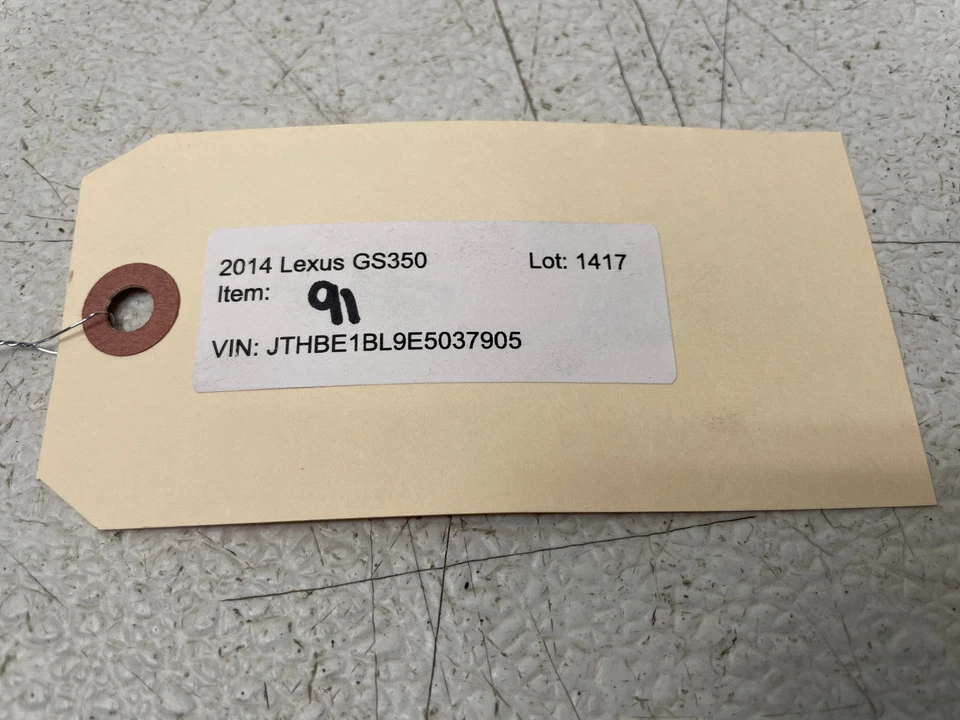 2014 Lexus GS350 Lot: 1417
Item: 91
VIN: JTHBE1BL9E5037905